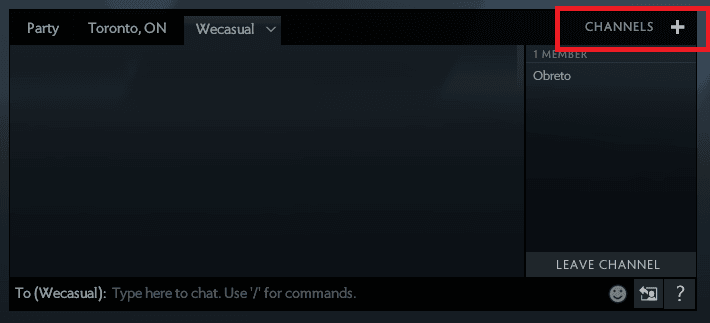 Party Toronto, ON Wecasual CHANNELS +
1 MEMBER
Obreto
LEAVE CHANNEL
To (Wecasual): Type here to chat. Use '/' for commands. ?